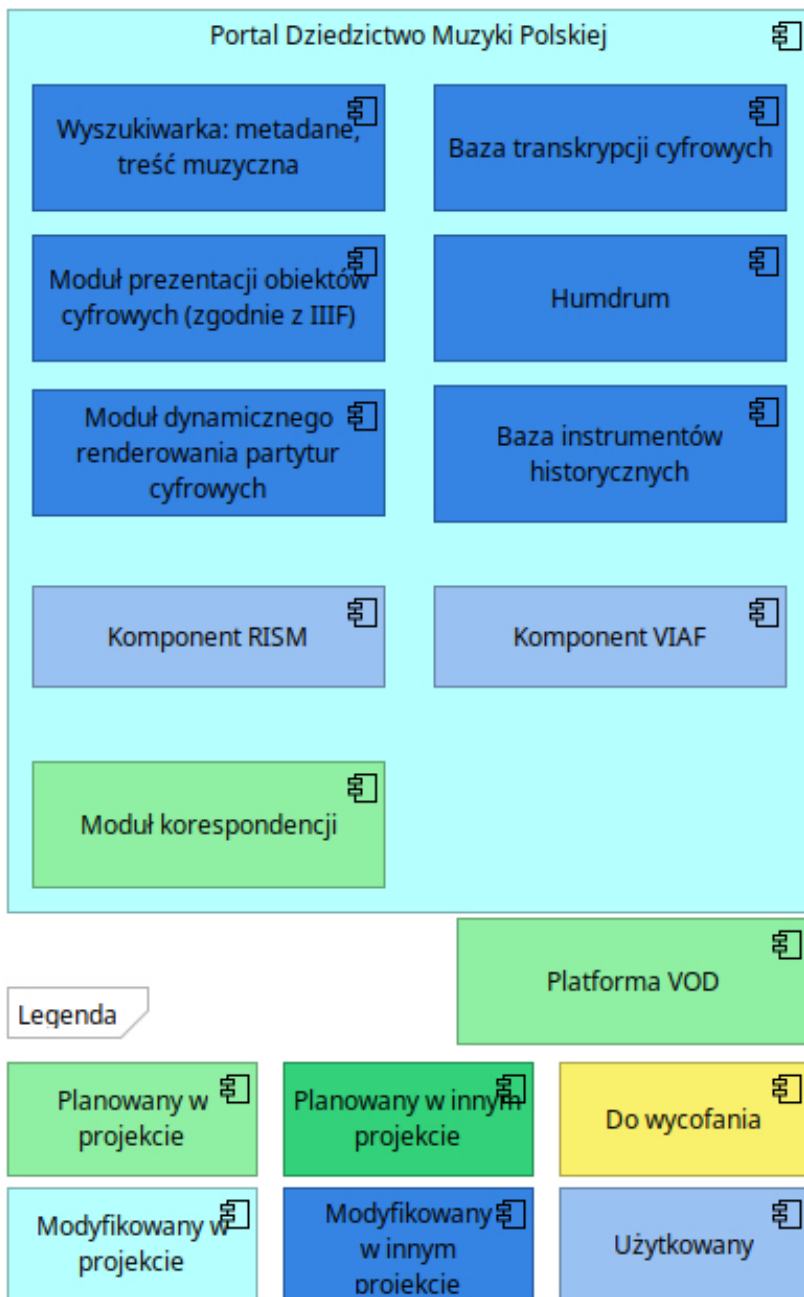 Portal Dziedzictwo Muzyki Polskiej
Wyszukiwarka: metadane,
treść muzyczna
Baza transkrypcji cyfrowych
Moduł prezentacji obiektów
cyfrowych (zgodnie z IIIF)
Humdrum
Moduł dynamicznego
renderowania partytur
cyfrowych
Baza instrumentów
historycznych
Komponent RISM
Komponent VIAF
Moduł korespondencji
Platforma VOD
Legenda
Planowany w
projekcie
Planowany w innym
projekcie
Do wycofania
Modyfikowany w
projekcie
Modyfikowany
w innym
projekcie
Użytkowany